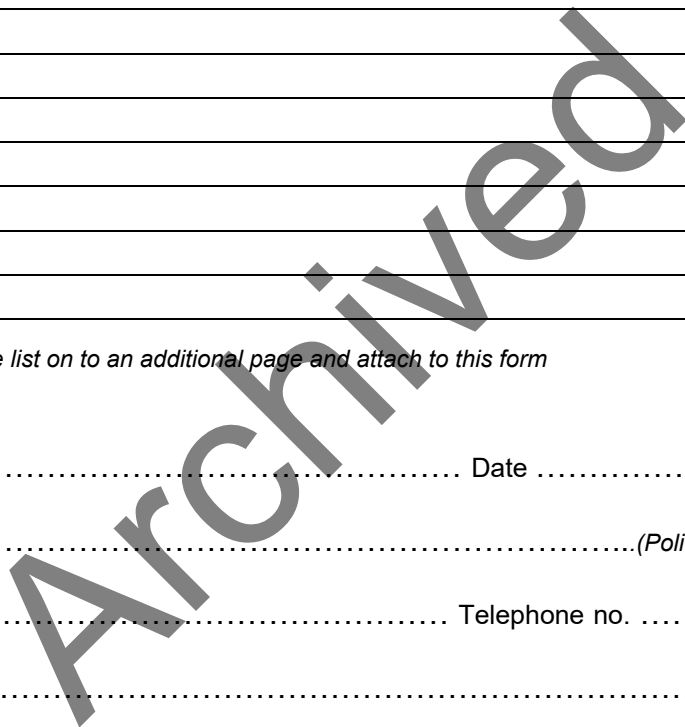 list on to an additional page and attach to this form
........................................ Date ..............
..........................................................(Poli
........................................ Telephone no. ....
................................................................
Archived